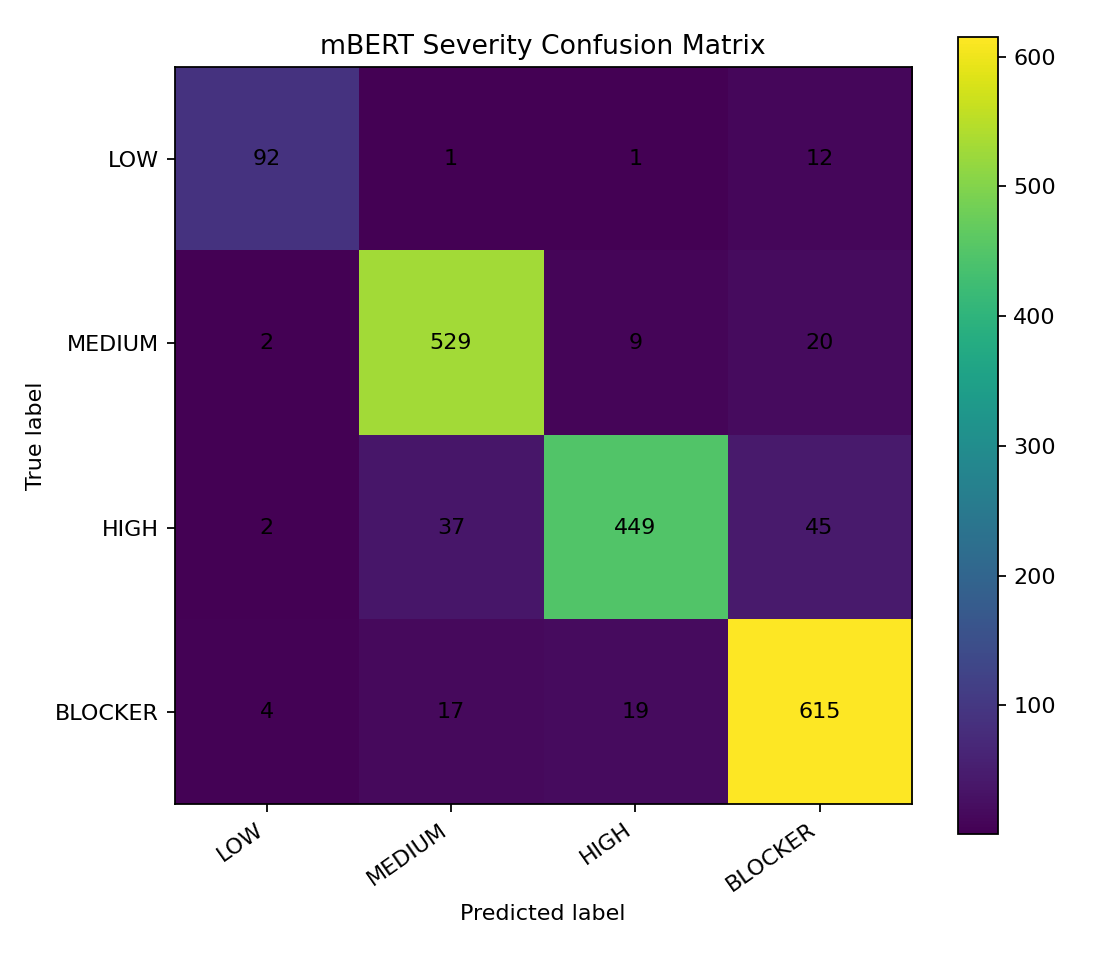 mBERT Severity Confusion Matrix
600
500
400
300
200
100
True label
LOW 92 1 1 12
MEDIUM 2 529 9 20
HIGH 2 37 449 45
BLOCKER 4 17 19 615
LOW MEDIUM HIGH BLOCKER
Predicted label